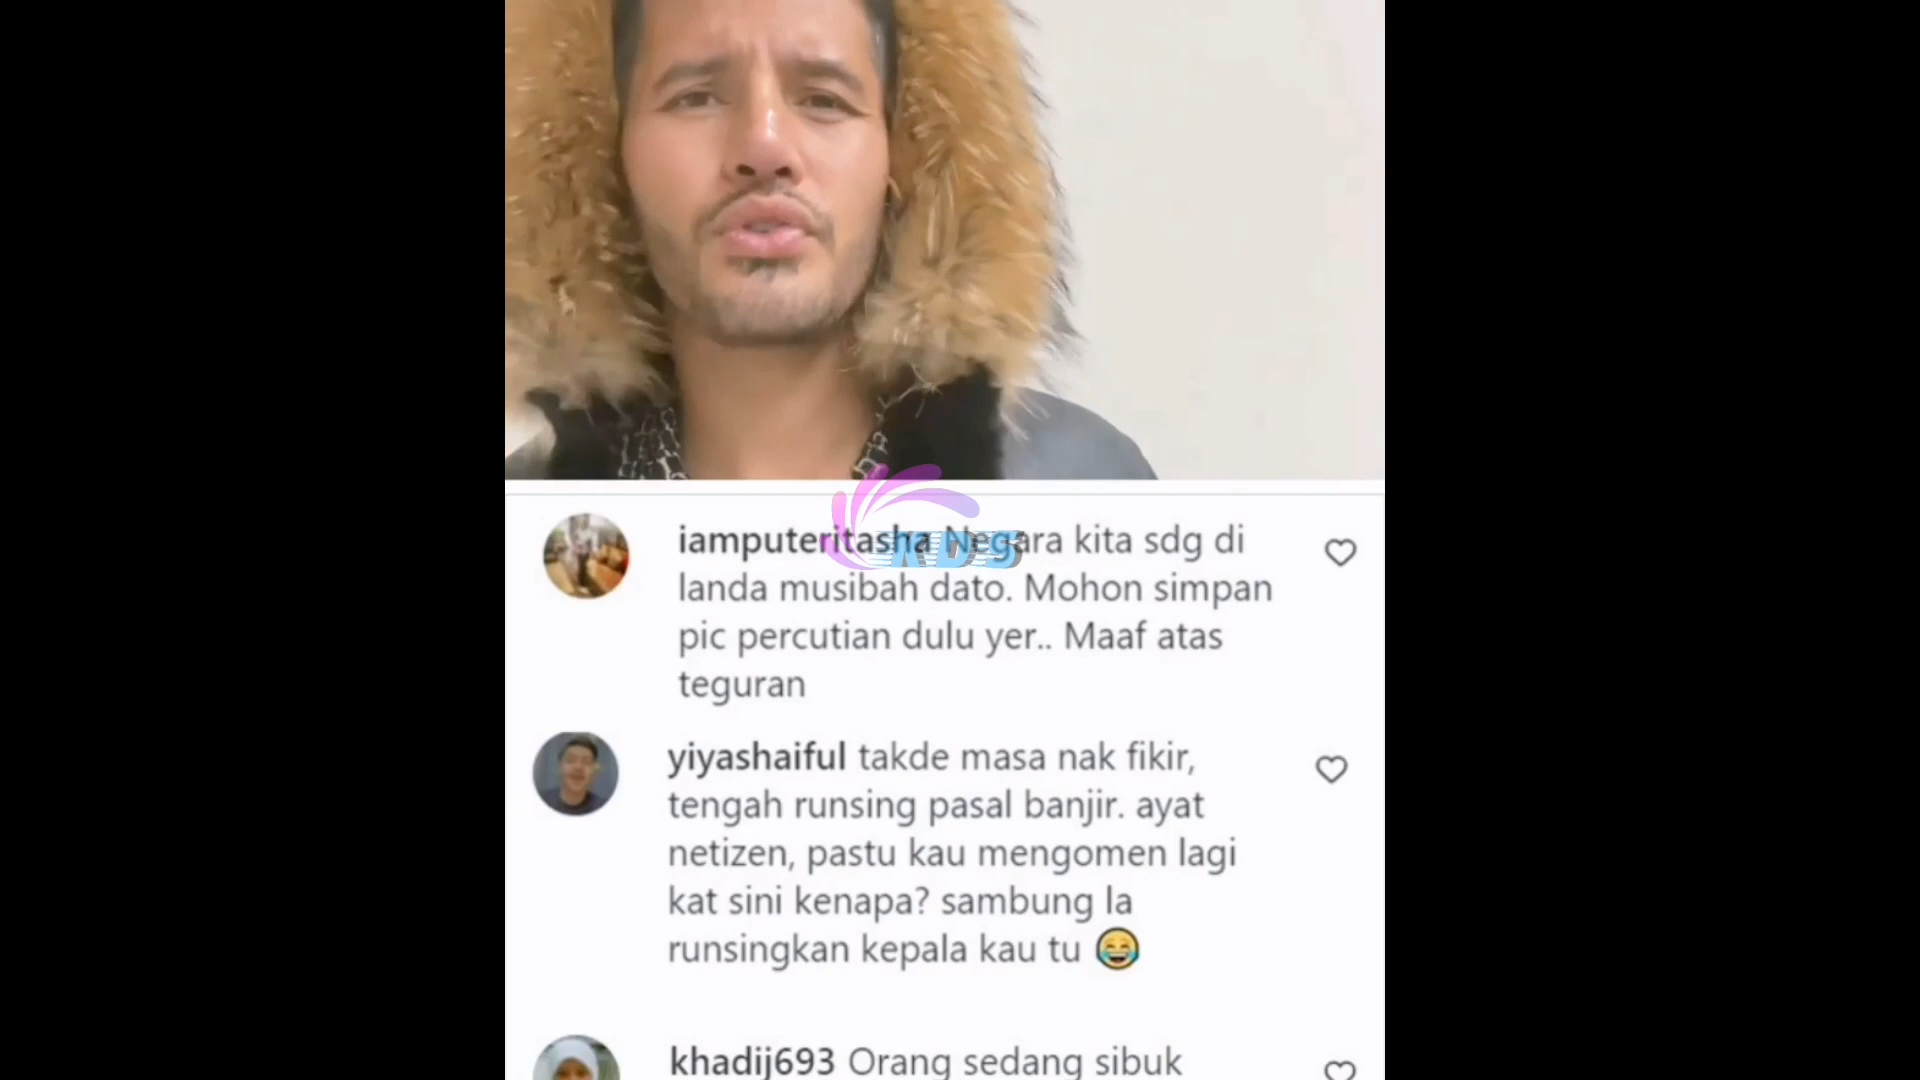 iamputeritasha Negara kita sdg di
landa musibah dato. Mohon simpan
pic percutian dulu yer.. Maaf atas
teguran
KDS
yiyashaiful takde masa nak fikir,
tengah runsing pasal banjir. ayat
netizen, pastu kau mengomen lagi
kat sini kenapa? sambung la
runsingkan kepala kau tu 😂
khadij693 Orang sedang sibuk